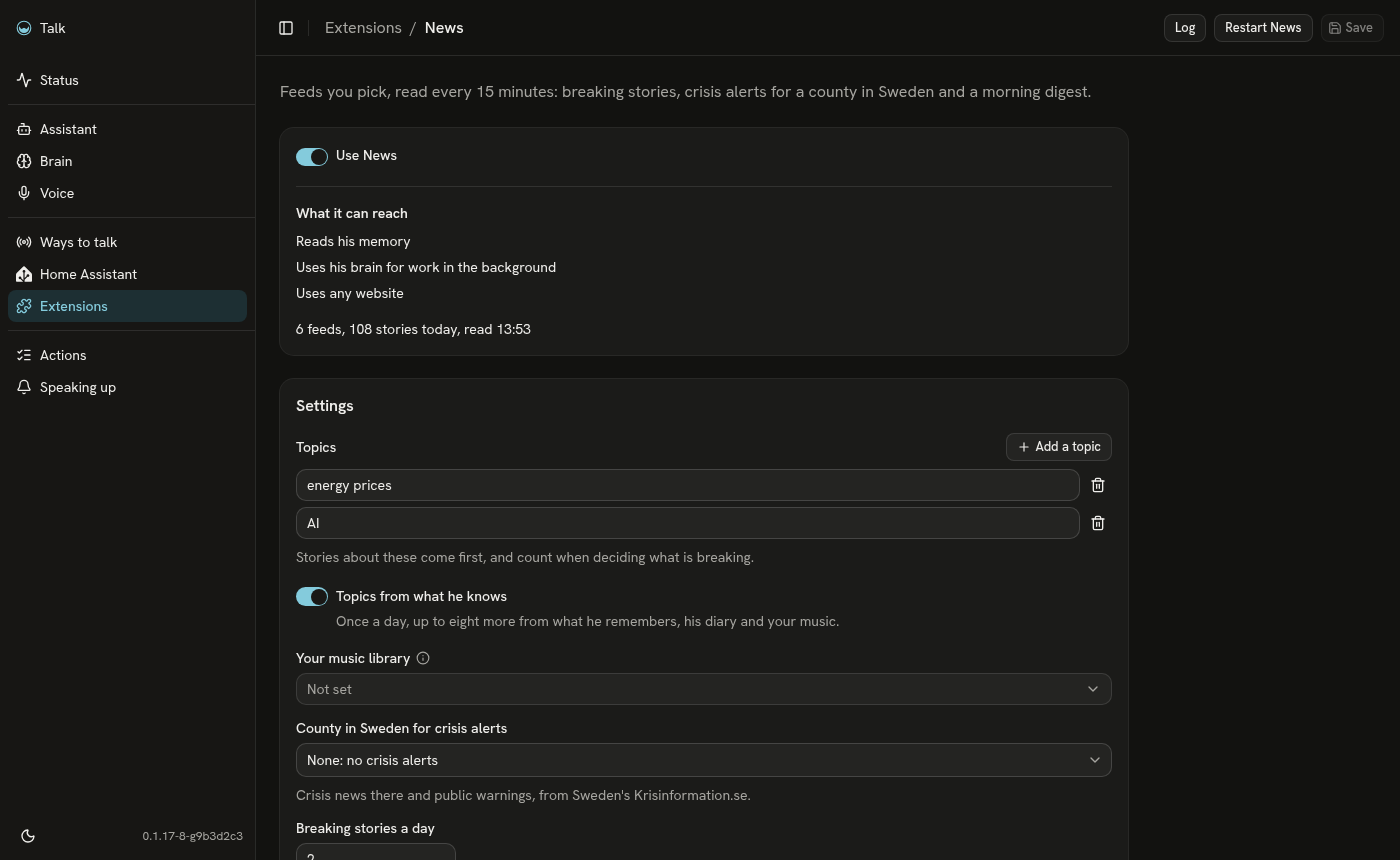 Talk
Extensions / News
Log
Restart News
Save
Status
Assistant
Brain
Voice
Ways to talk
Home Assistant
Extensions
Actions
Speaking up
0.1.17-8-g9b3d2c3
Feeds you pick, read every 15 minutes: breaking stories, crisis alerts for a county in Sweden and a morning digest.
Use News
What it can reach
Reads his memory
Uses his brain for work in the background
Uses any website
6 feeds, 108 stories today, read 13:53
Settings
Topics
Add a topic
energy prices
AI
Stories about these come first, and count when deciding what is breaking.
Topics from what he knows
Once a day, up to eight more from what he remembers, his diary and your music.
Your music library
Not set
County in Sweden for crisis alerts
None: no crisis alerts
Crisis news there and public warnings, from Sweden's Krisinformation.se.
Breaking stories a day
2